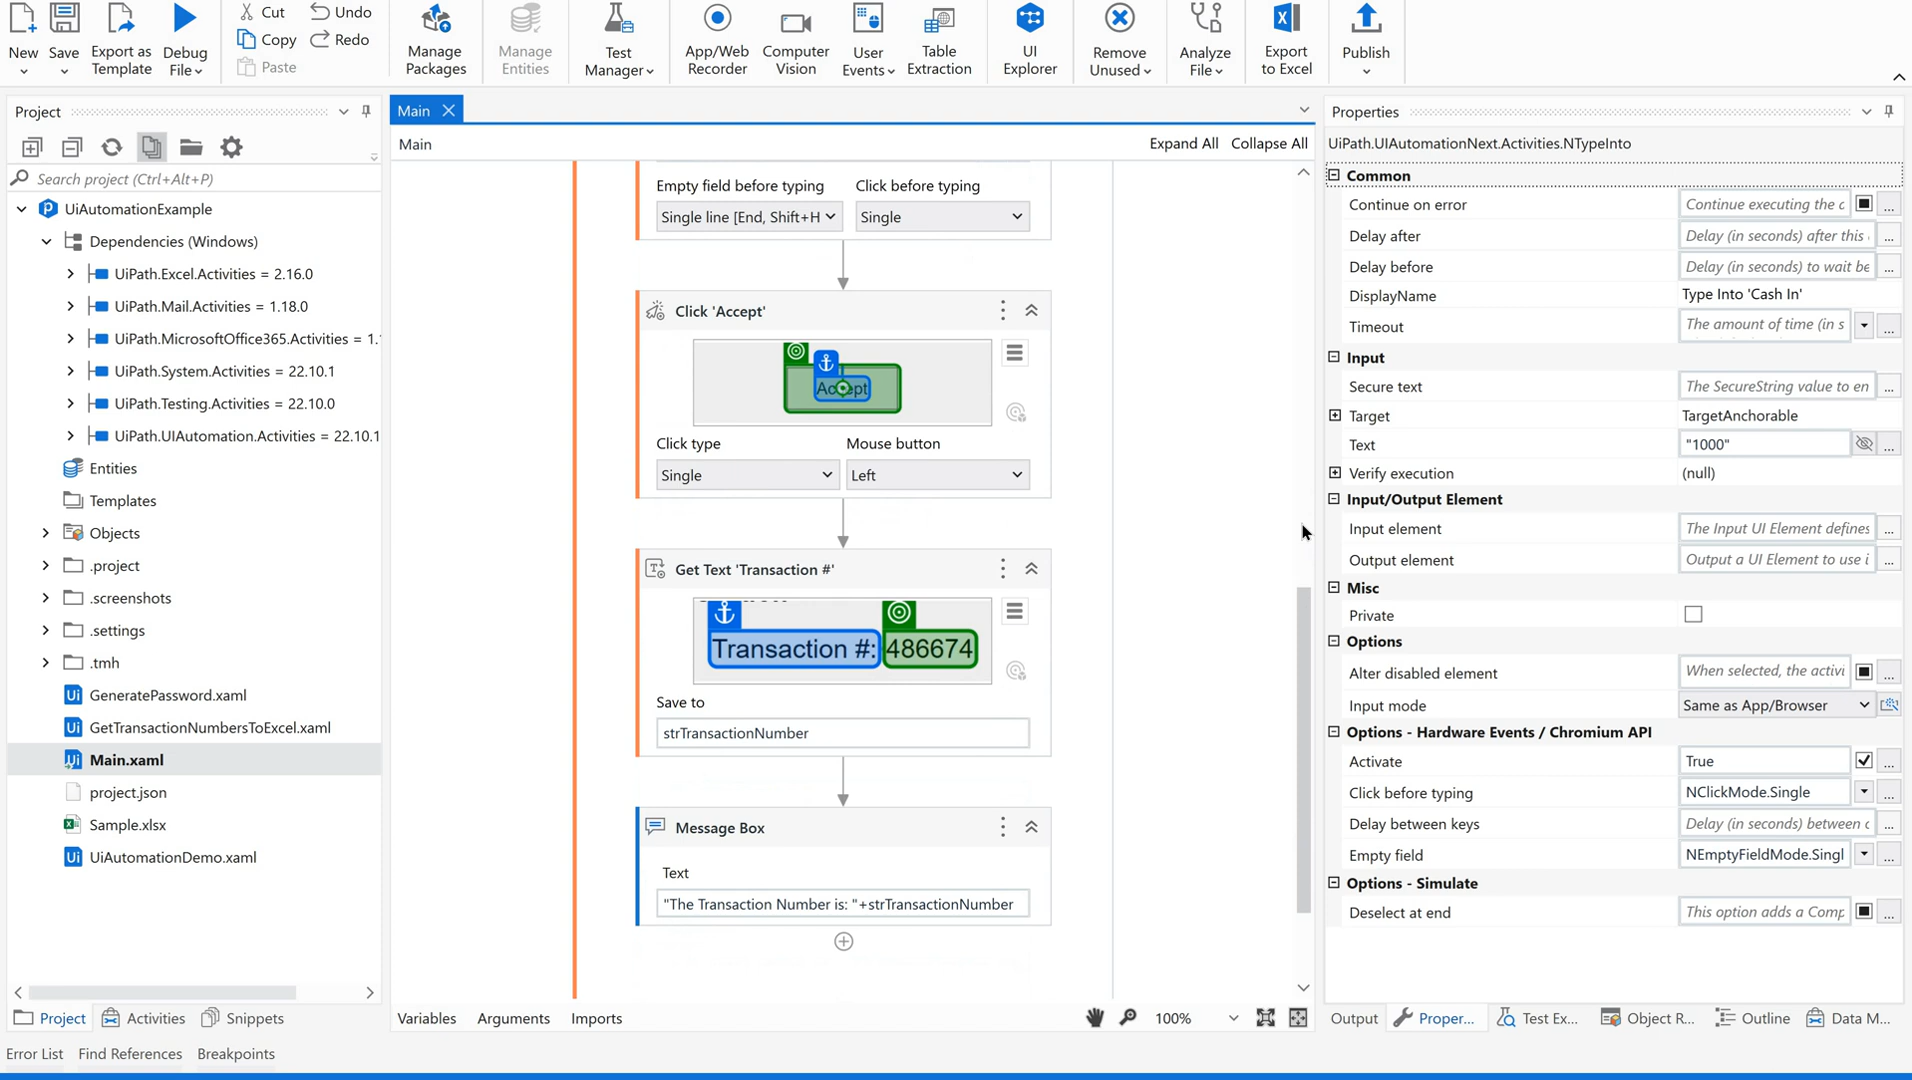 New
Save
Export as
Template
Debug
File
Cut
Copy
Paste
Undo
Redo
Manage
Packages
Manage
Entities
Test
Manager
App/Web
Recorder
Computer
Vision
User
Events
Table
Extraction
UI
Explorer
Remove
Unused
Analyze
File
Export
to Excel
Publish
Project
Search project (Ctrl+Alt+P)
UiAutomationExample
Dependencies (Windows)
UiPath.Excel.Activities = 2.16.0
UiPath.Mail.Activities = 1.18.0
UiPath.MicrosoftOffice365.Activities = 1.
UiPath.System.Activities = 22.10.1
UiPath.Testing.Activities = 22.10.0
UiPath.UIAutomation.Activities = 22.10.1
Entities
Templates
Objects
.project
.screenshots
.settings
.tmh
GeneratePassword.xaml
GetTransactionNumbersToExcel.xaml
Main.xaml
project.json
Sample.xlsx
UiAutomationDemo.xaml
Project
Activities
Snippets
Error List
Find References
Breakpoints
Main
Main
Expand All
Collapse All
Empty field before typing
Click before typing
Single line [End, Shift+H
Single
Click 'Accept'
Accept
Click type
Mouse button
Single
Left
Get Text 'Transaction #'
Transaction #: 486674
Save to
strTransactionNumber
Message Box
Text
"The Transaction Number is: "+strTransactionNumber
Variables
Arguments
Imports
100%
Properties
UiPath.UIAutomationNext.Activities.NTypeInto
Common
Continue on error
Continue executing the c
Delay after
Delay (in seconds) after this
Delay before
Delay (in seconds) to wait be
DisplayName
Type Into 'Cash In'
Timeout
The amount of time (in s
Input
Secure text
The SecureString value to en
Target
TargetAnchorable
Text
"1000"
Verify execution
(null)
Input/Output Element
Input element
The Input UI Element defines
Output element
Output a UI Element to use i
Misc
Private
Options
Alter disabled element
When selected, the activi
Input mode
Same as App/Browser
Options - Hardware Events / Chromium API
Activate
True
Click before typing
NClickMode.Single
Delay between keys
Delay (in seconds) between c
Empty field
NEmptyFieldMode.Singl
Options - Simulate
Deselect at end
This option adds a Comp
Output
Proper...
Test Ex...
Object R...
Outline
Data M...